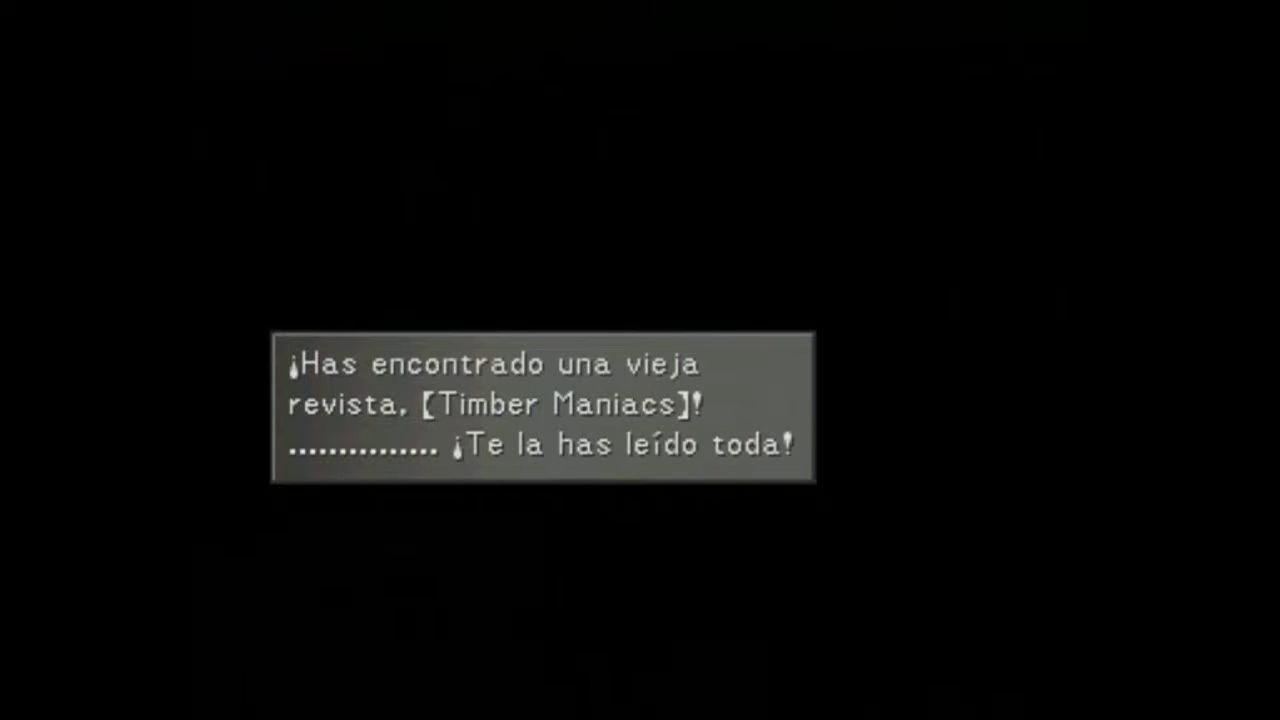 ¡Has encontrado una vieja
revista, [Timber Maniacs]!
............... ¡Te la has leído toda!